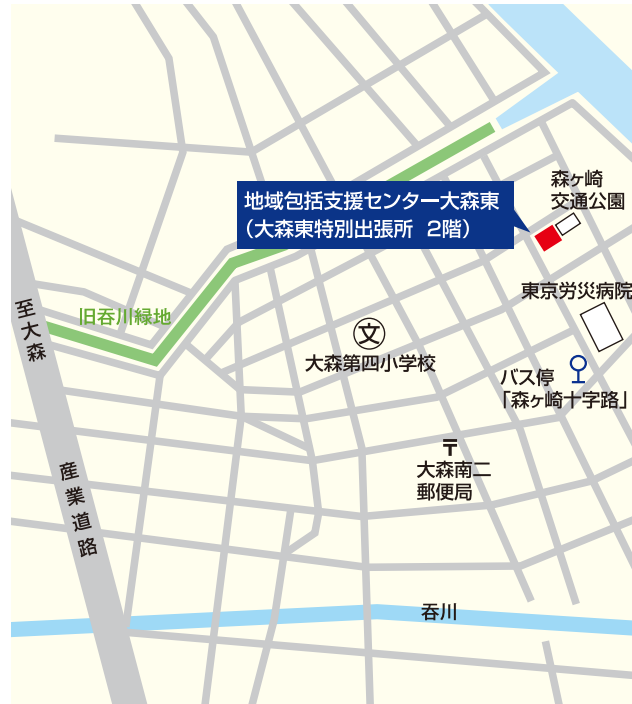 地域包括支援センター大森東
（大森東特別出張所 2階）
森ヶ崎
交通公園
東京労災病院
至大森
旧呑川緑地
文
大森第四小学校
バス停
「森ヶ崎十字路」
〒
大森南二
郵便局
産業道路
呑川